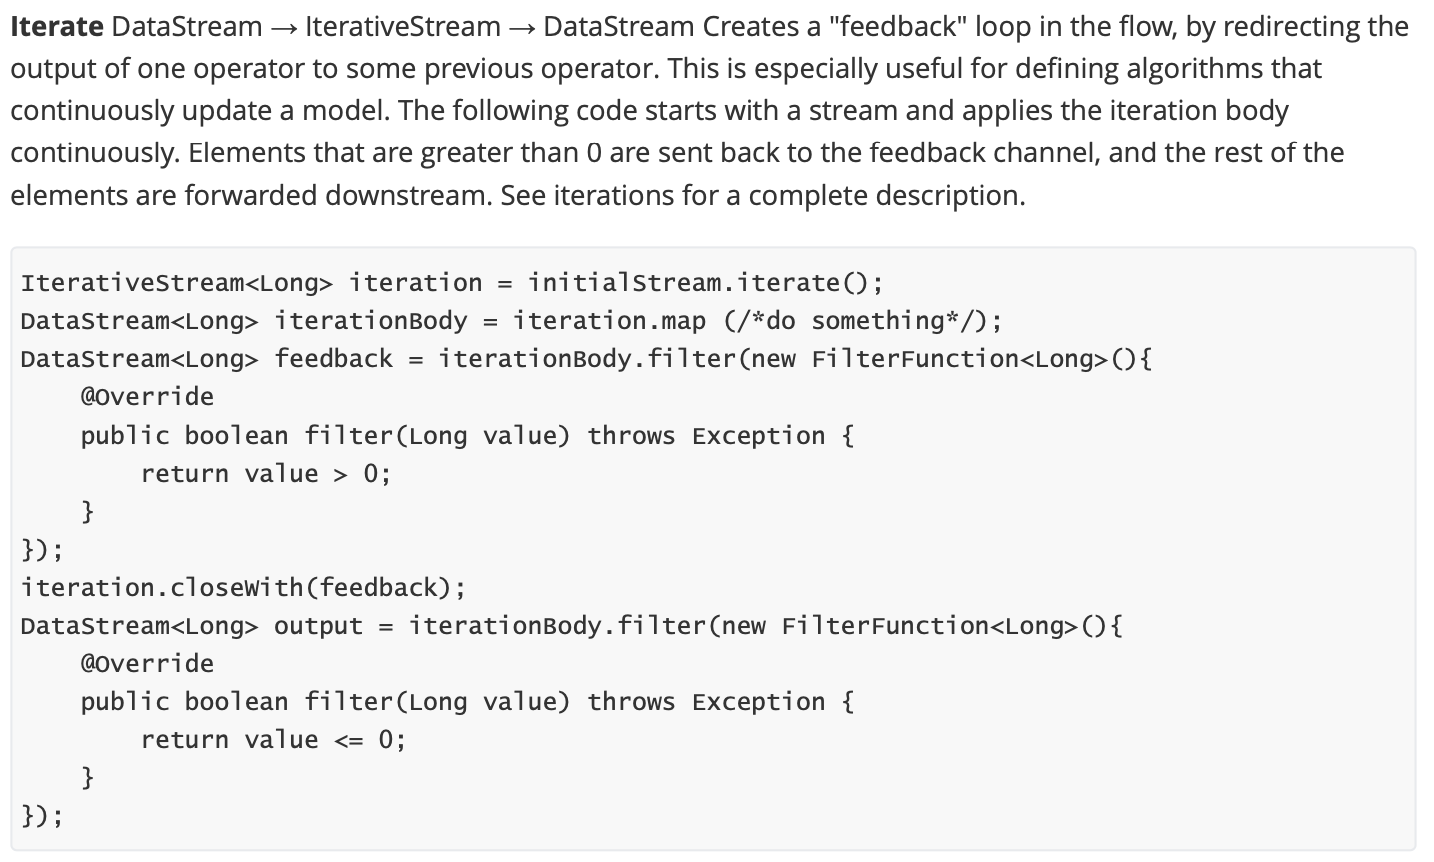 Iterate DataStream → IterativeStream → DataStream Creates a "feedback" loop in the flow, by redirecting the
output of one operator to some previous operator. This is especially useful for defining algorithms that
continuously update a model. The following code starts with a stream and applies the iteration body
continuously. Elements that are greater than 0 are sent back to the feedback channel, and the rest of the
elements are forwarded downstream. See iterations for a complete description.
IterativeStream<Long> iteration = initialStream.iterate();
DataStream<Long> iterationBody = iteration.map (/*do something*/);
DataStream<Long> feedback = iterationBody.filter(new FilterFunction<Long>(){
    @Override
    public boolean filter(Long value) throws Exception {
        return value > 0;
    }
});
iteration.closeWith(feedback);
DataStream<Long> output = iterationBody.filter(new FilterFunction<Long>(){
    @Override
    public boolean filter(Long value) throws Exception {
        return value <= 0;
    }
});